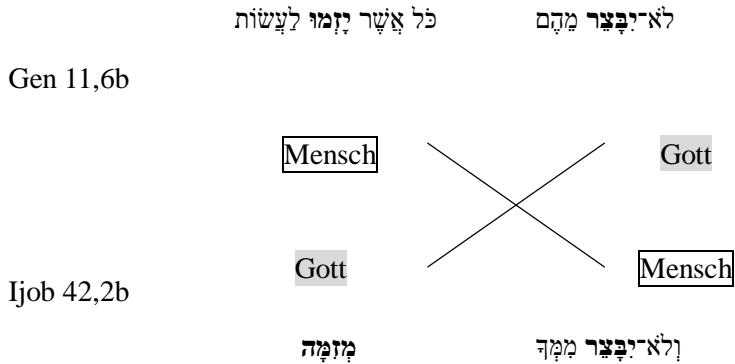 לֹא־יִבָּצֵר מֵהֶם כֹּל אֲשֶׁר יָזְמוּ לַעֲשׂוֹת
Gen 11,6b
Mensch Gott
Gott Mensch
Ijob 42,2b
וְלֹא־יִבָּצֵר מִמְּךָ מְזִמָּה